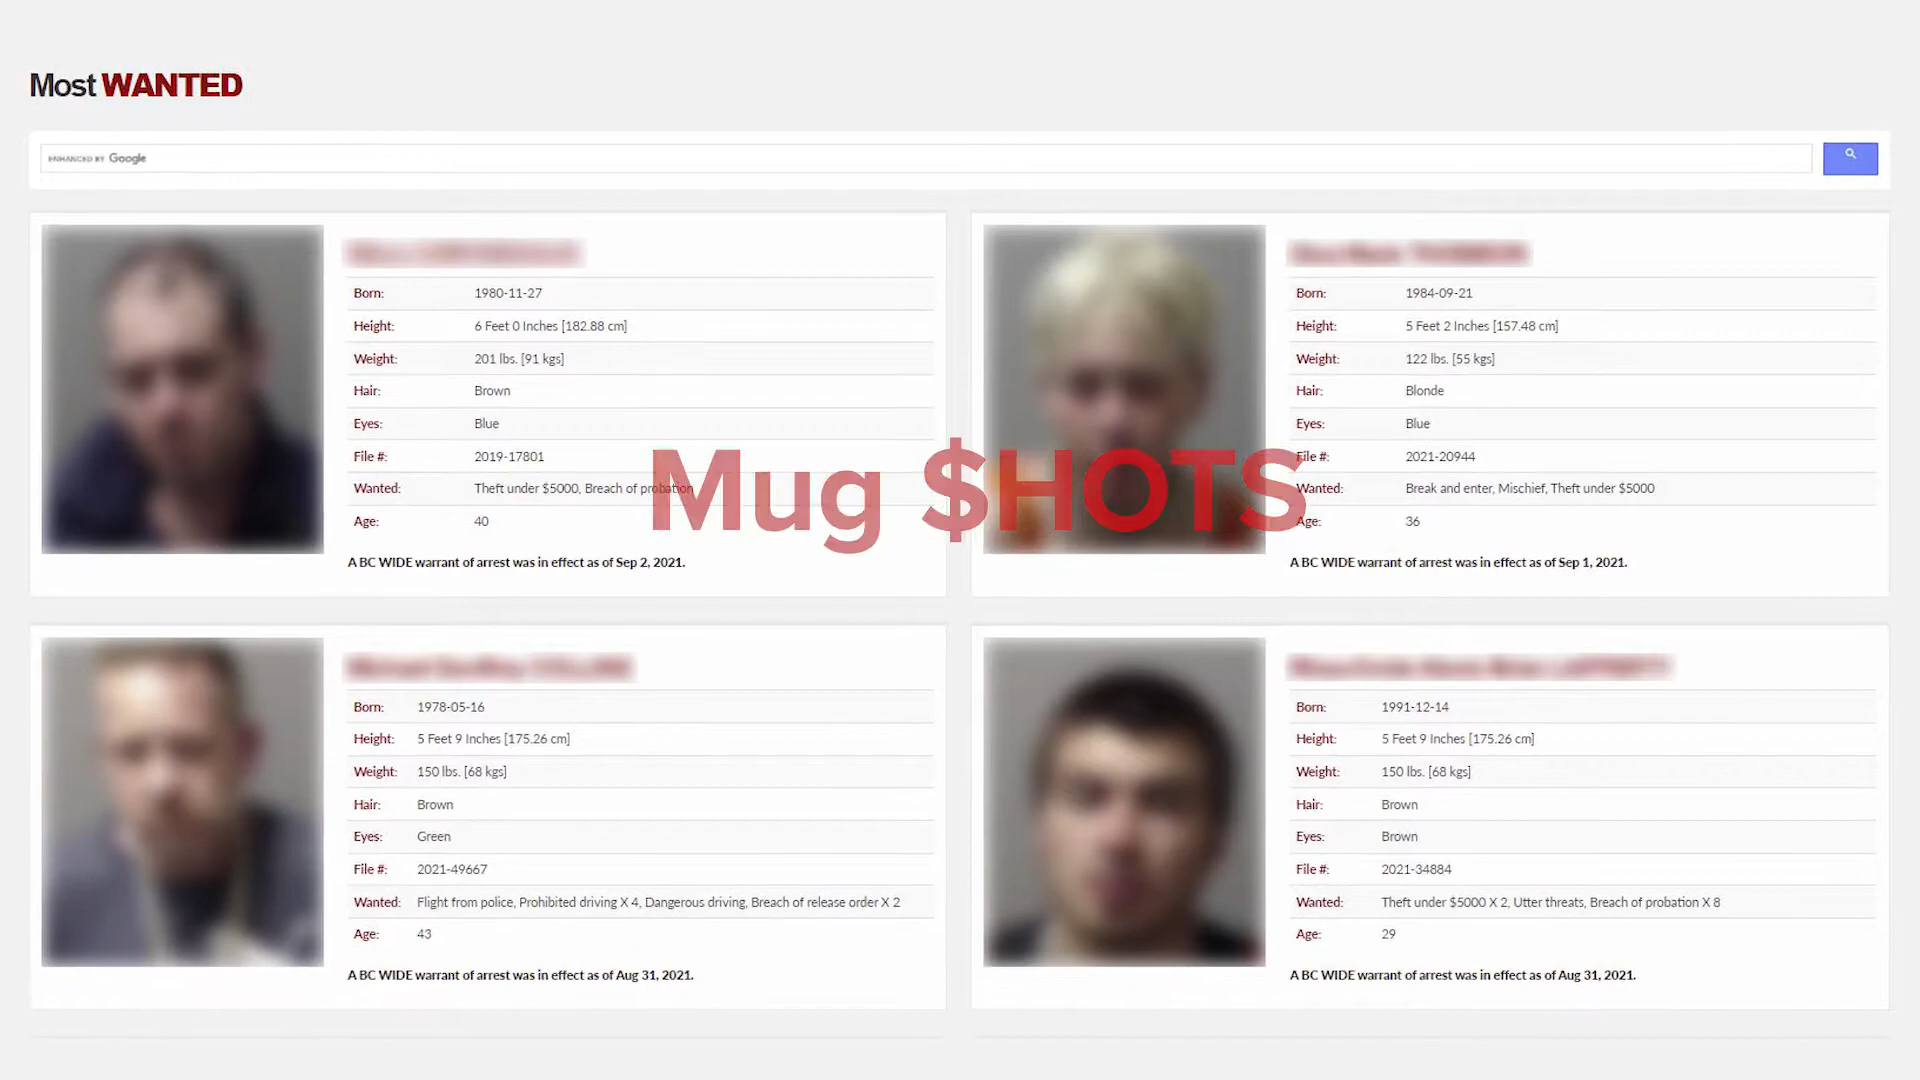 Most WANTED
ENHANCED BY Google
Born: 1980-11-27
Height: 6 Feet 0 Inches [182.88 cm]
Weight: 201 lbs. [91 kgs]
Hair: Brown
Eyes: Blue
File #: 2019-17801
Wanted: Theft under $5000, Breach of probation
Age: 40
A BC WIDE warrant of arrest was in effect as of Sep 2, 2021.
Born: 1984-09-21
Height: 5 Feet 2 Inches [157.48 cm]
Weight: 122 lbs. [55 kgs]
Hair: Blonde
Eyes: Blue
File #: 2021-20944
Wanted: Break and enter, Mischief, Theft under $5000
Age: 36
A BC WIDE warrant of arrest was in effect as of Sep 1, 2021.
Mug $HOTS
Born: 1978-05-16
Height: 5 Feet 9 Inches [175.26 cm]
Weight: 150 lbs. [68 kgs]
Hair: Brown
Eyes: Green
File #: 2021-49667
Wanted: Flight from police, Prohibited driving X 4, Dangerous driving, Breach of release order X 2
Age: 43
A BC WIDE warrant of arrest was in effect as of Aug 31, 2021.
Born: 1991-12-14
Height: 5 Feet 9 Inches [175.26 cm]
Weight: 150 lbs. [68 kgs]
Hair: Brown
Eyes: Brown
File #: 2021-34884
Wanted: Theft under $5000 X 2, Utter threats, Breach of probation X 8
Age: 29
A BC WIDE warrant of arrest was in effect as of Aug 31, 2021.